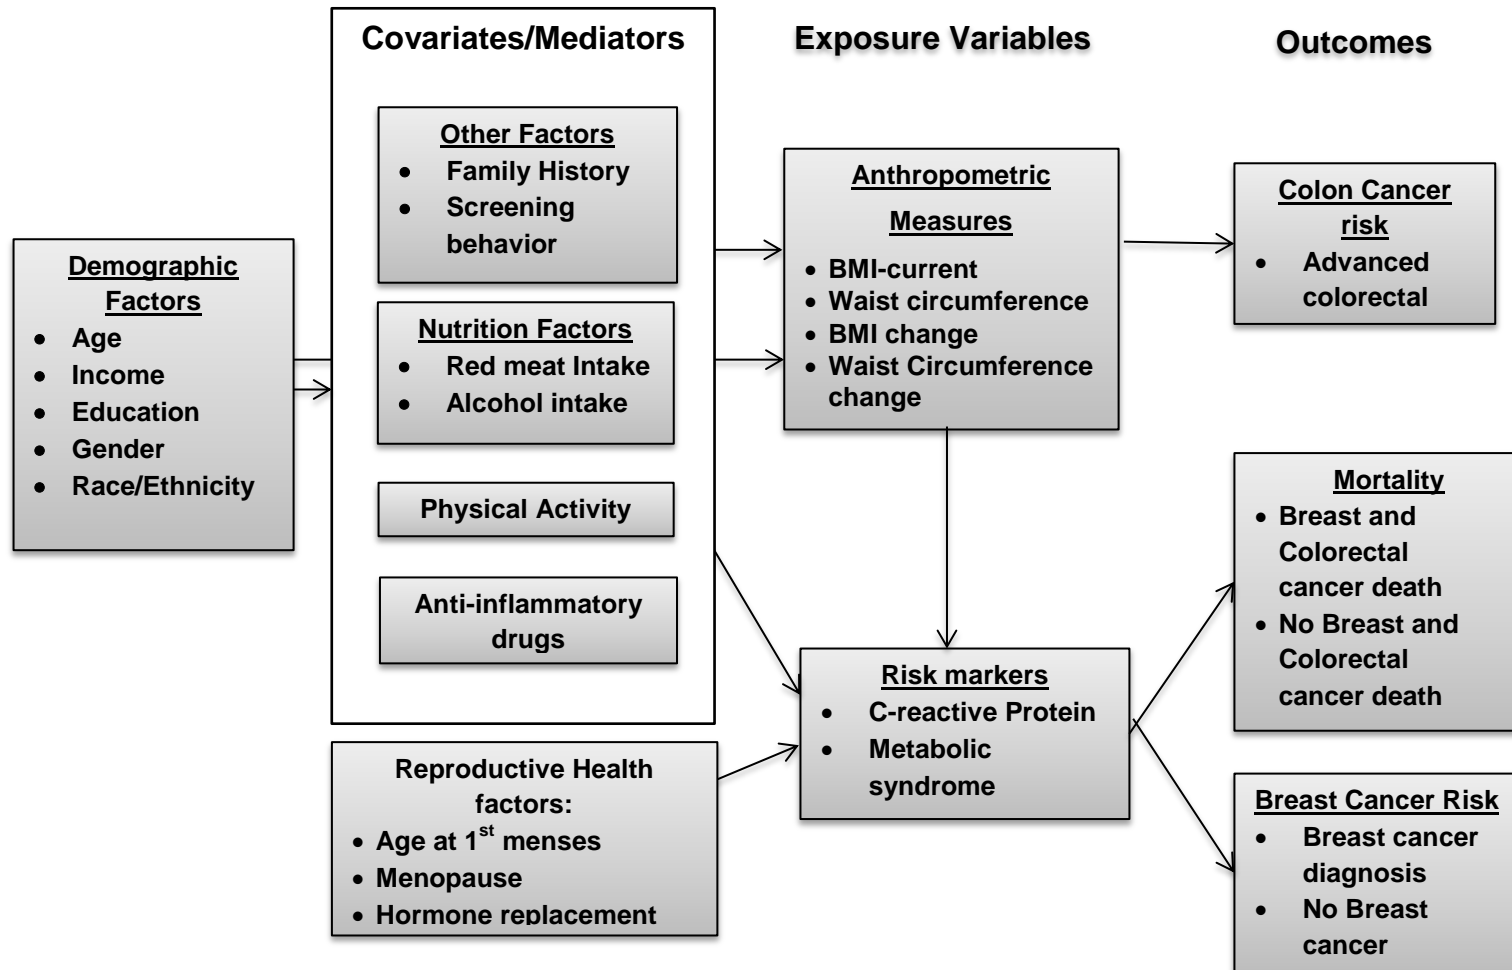 Covariates/Mediators
Exposure Variables
Outcomes
Demographic
Factors
• Age
• Income
• Education
• Gender
• Race/Ethnicity
Other Factors
• Family History
• Screening
behavior
Nutrition Factors
• Red meat Intake
• Alcohol intake
Physical Activity
Anti-inflammatory
drugs
Reproductive Health
factors:
• Age at 1st menses
• Menopause
• Hormone replacement
Anthropometric
Measures
• BMI-current
• Waist circumference
• BMI change
• Waist Circumference
change
Risk markers
• C-reactive Protein
• Metabolic
syndrome
Colon Cancer
risk
• Advanced
colorectal
Mortality
• Breast and
Colorectal
cancer death
• No Breast and
Colorectal
cancer death
Breast Cancer Risk
• Breast cancer
diagnosis
• No Breast
cancer